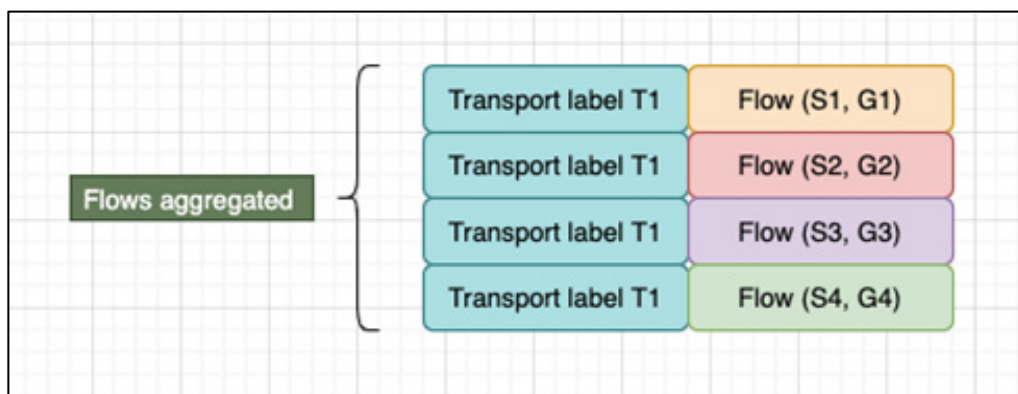 Transport label T1 Flow (S1, G1)
Transport label T1 Flow (S2, G2)
Flows aggregated
Transport label T1 Flow (S3, G3)
Transport label T1 Flow (S4, G4)